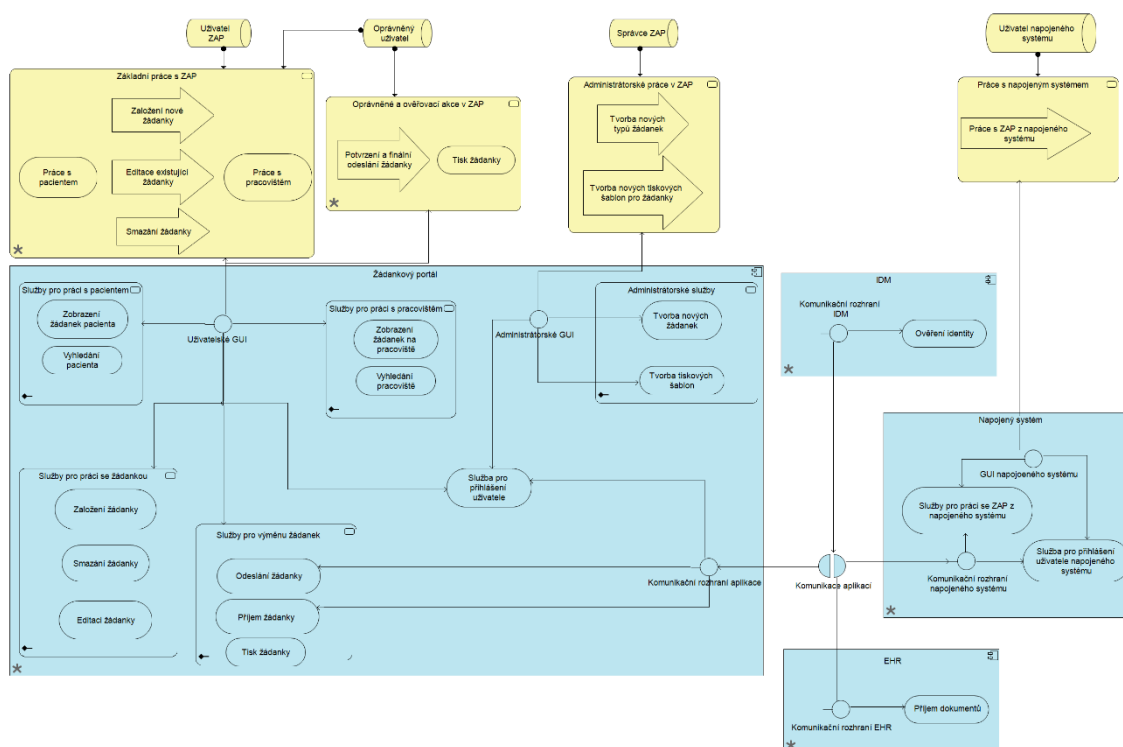 Uživatel
ZAP
Oprávněný
uživatel
Správce ZAP
Uživatel napojeného
systému
Základní práce s ZAP
Založení nové
žádanky
Práce s
pacientem
Editace existující
žádanky
Práce s
pracovištěm
Smazání žádanky
Oprávněné a ověřovací akce v ZAP
Potvrzení a finální
odeslání žádanky
Tisk žádanky
Administrátorské práce v ZAP
Tvorba nových
typů žádanek
Tvorba nových tiskových
šablon pro žádanky
Práce s napojeným systémem
Práce s ZAP z napojeného
systému
Žádankový portál
Služby pro práci s pacientem
Zobrazení
žádanek pacienta
Vyhledání
pacienta
Uživatelské GUI
Služby pro práci s pracovištěm
Zobrazení
žádanek na
pracoviště
Vyhledání
pracoviště
Administrátorské GUI
Administrátorské služby
Tvorba nových
žádanek
Tvorba tiskových
šablon
IDM
Komunikační rozhraní
IDM
Ověření identity
Služby pro práci se žádankou
Založení žádanky
Smazání žádanky
Editaci žádanky
Služba pro
přihlášení
uživatele
Služby pro výměnu žádanek
Odeslání žádanky
Příjem žádanky
Tisk žádanky
Komunikační rozhraní aplikace
Komunikace aplikací
Napojený systém
GUI napojoeného systému
Služby pro práci se ZAP z
napojeného systému
Komunikační rozhraní
napojeného systému
Služba pro přihlášení
uživatele napojeného
systému
EHR
Komunikační rozhraní EHR
Příjem dokumentů